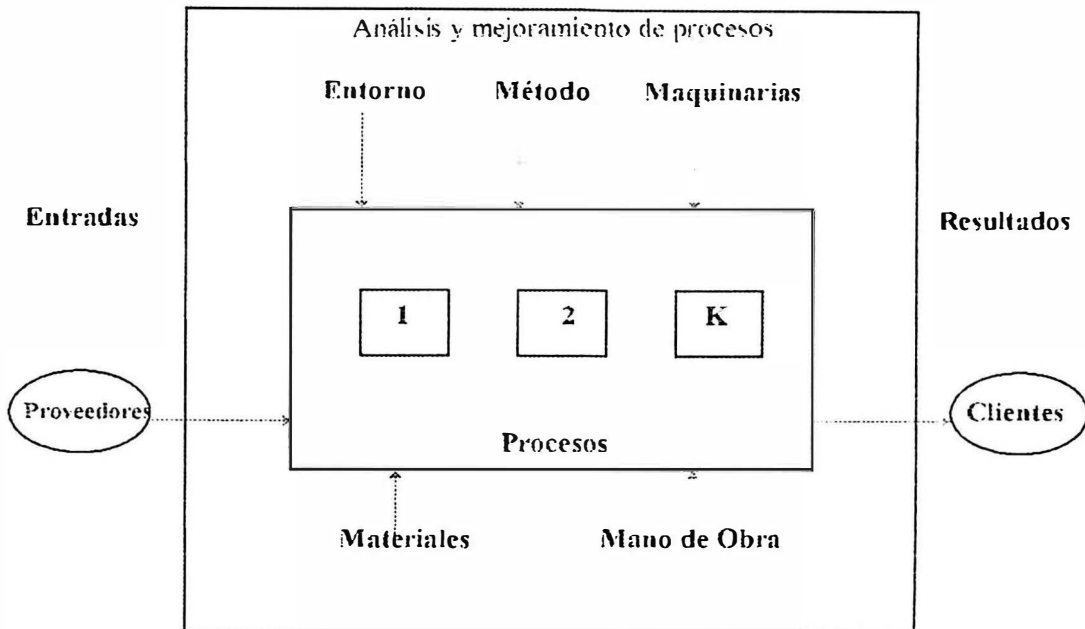 Análisis y mejoramiento de procesos
Entorno Método Maquinarias
Entradas
Resultados
1 2 K
Proveedores
Clientes
Procesos
Materiales Mano de Obra